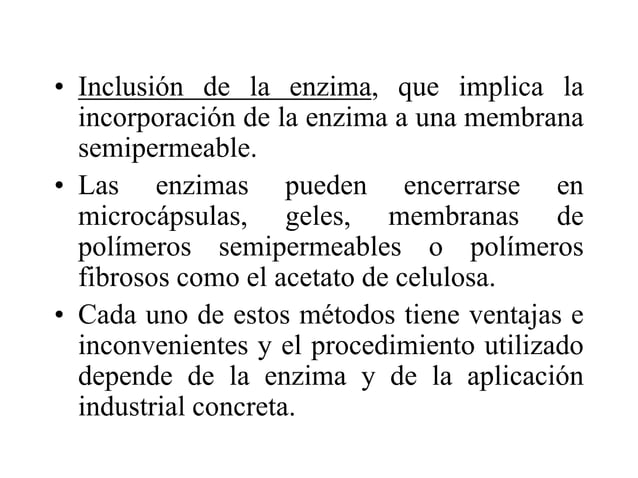 • Inclusión de la enzima, que implica la
incorporación de la enzima a una membrana
semipermeable.
• Las enzimas pueden encerrarse en
microcápsulas, geles, membranas de
polímeros semipermeables o polímeros
fibrosos como el acetato de celulosa.
• Cada uno de estos métodos tiene ventajas e
inconvenientes y el procedimiento utilizado
depende de la enzima y de la aplicación
industrial concreta.